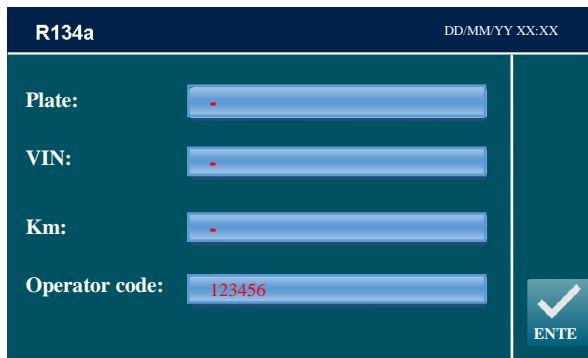 R134a DD/MM/YY XX:XX
Plate: -
VIN: -
Km: -
Operator code: 123456
ENTE